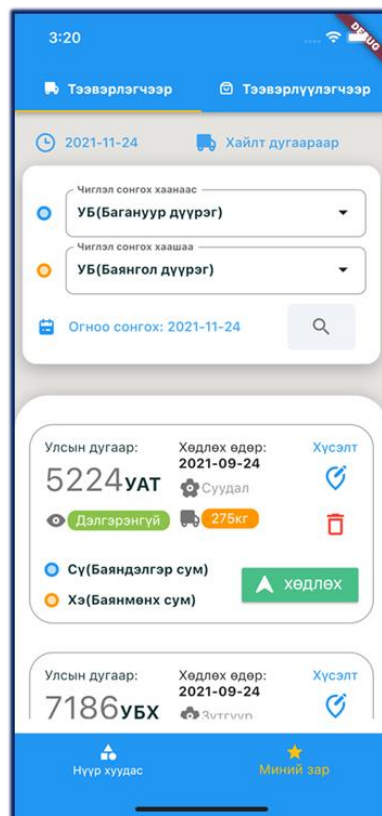 3:20
DEBUG
Тээвэрлэгчээр
Тээвэрлүүлэгчээр
2021-11-24
Хайлт дугаараар
Чиглэл сонгох хаанаас
УБ(Багануур дүүрэг)
Чиглэл сонгох хаашаа
УБ(Баянгол дүүрэг)
Огноо сонгох: 2021-11-24
Улсын дугаар:
Хөдлөх өдөр:
Хүсэлт
5224УАТ
2021-09-24
Суудал
Дэлгэрэнгүй
275кг
Сү(Баяндэлгэр сум)
Хэ(Баянмөнх сум)
ХӨДЛӨХ
Улсын дугаар:
Хөдлөх өдөр:
Хүсэлт
7186УБХ
2021-09-24
Зүтгүүр
Нүүр хуудас
Миний зар